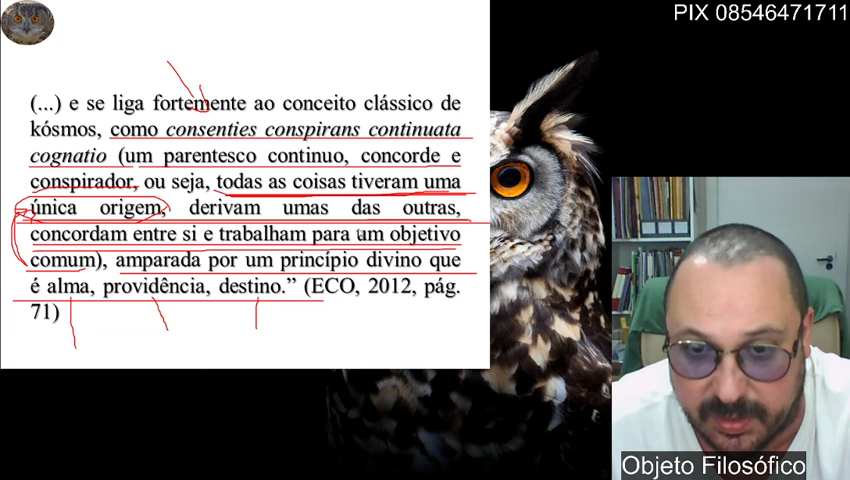 PIX 08546471711
(...) e se liga fortemente ao conceito clássico de
kósmos, como consenties conspirans continuata
cognatio (um parentesco continuo, concorde e
conspirador, ou seja, todas as coisas tiveram uma
única origem, derivam umas das outras,
concordam entre si e trabalham para um objetivo
comum), amparada por um princípio divino que
é alma, providência, destino.” (ECO, 2012, pág.
71)
Objeto Filosófico